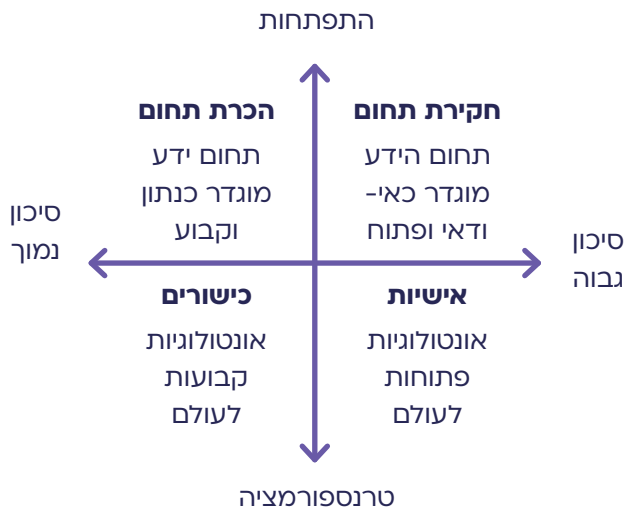 התפתחות
חקירת תחום
תחום הידע
מוגדר כאי-
ודאי ופתוח
הכרת תחום
תחום ידע
מוגדר כנתון
וקבוע
סיכון
גבוה
סיכון
נמוך
אישיות
אונטולוגיות
פתוחות
לעולם
כישורים
אונטולוגיות
קבועות
לעולם
טרנספורמציה